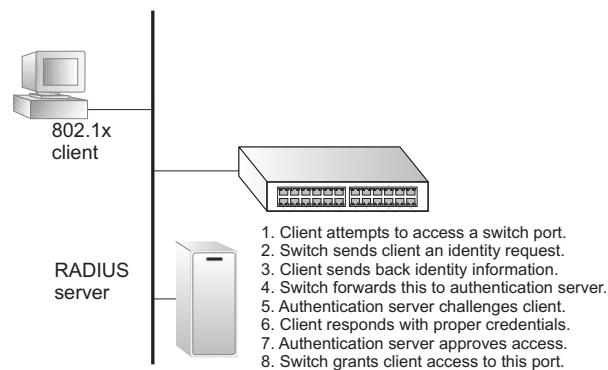 802.1x
client
RADIUS
server
1. Client attempts to access a switch port.
2. Switch sends client an identity request.
3. Client sends back identity information.
4. Switch forwards this to authentication server.
5. Authentication server challenges client.
6. Client responds with proper credentials.
7. Authentication server approves access.
8. Switch grants client access to this port.